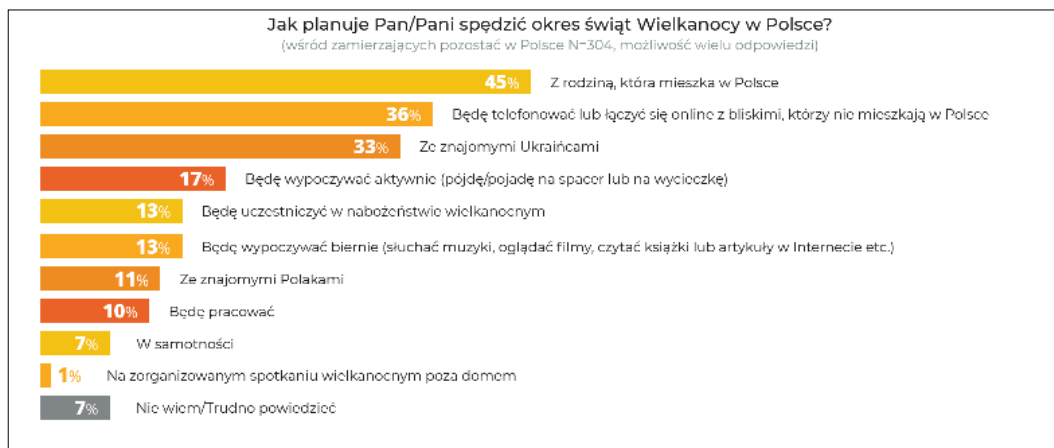 Jak planuje Pan/Pani spędzić okres świąt Wielkanocy w Polsce?
(wśród zamierzających pozostać w Polsce N=304, możliwość wielu odpowiedzi)
45% Z rodziną, która mieszka w Polsce
36% Będę telefonować lub łączyć się online z bliskimi, którzy nie mieszkają w Polsce
33% Ze znajomymi Ukraińcami
17% Będę wypoczywać aktywnie (pójdę/pojadę na spacer lub na wycieczkę)
13% Będę uczestniczyć w nabożeństwie wielkanocnym
13% Będę wypoczywać biernie (słuchać muzyki, oglądać filmy, czytać książki lub artykuły w Internecie etc.)
11% Ze znajomymi Polakami
10% Będę pracować
7% W samotności
1% Na zorganizowanym spotkaniu wielkanocnym poza domem
7% Nie wiem/Trudno powiedzieć